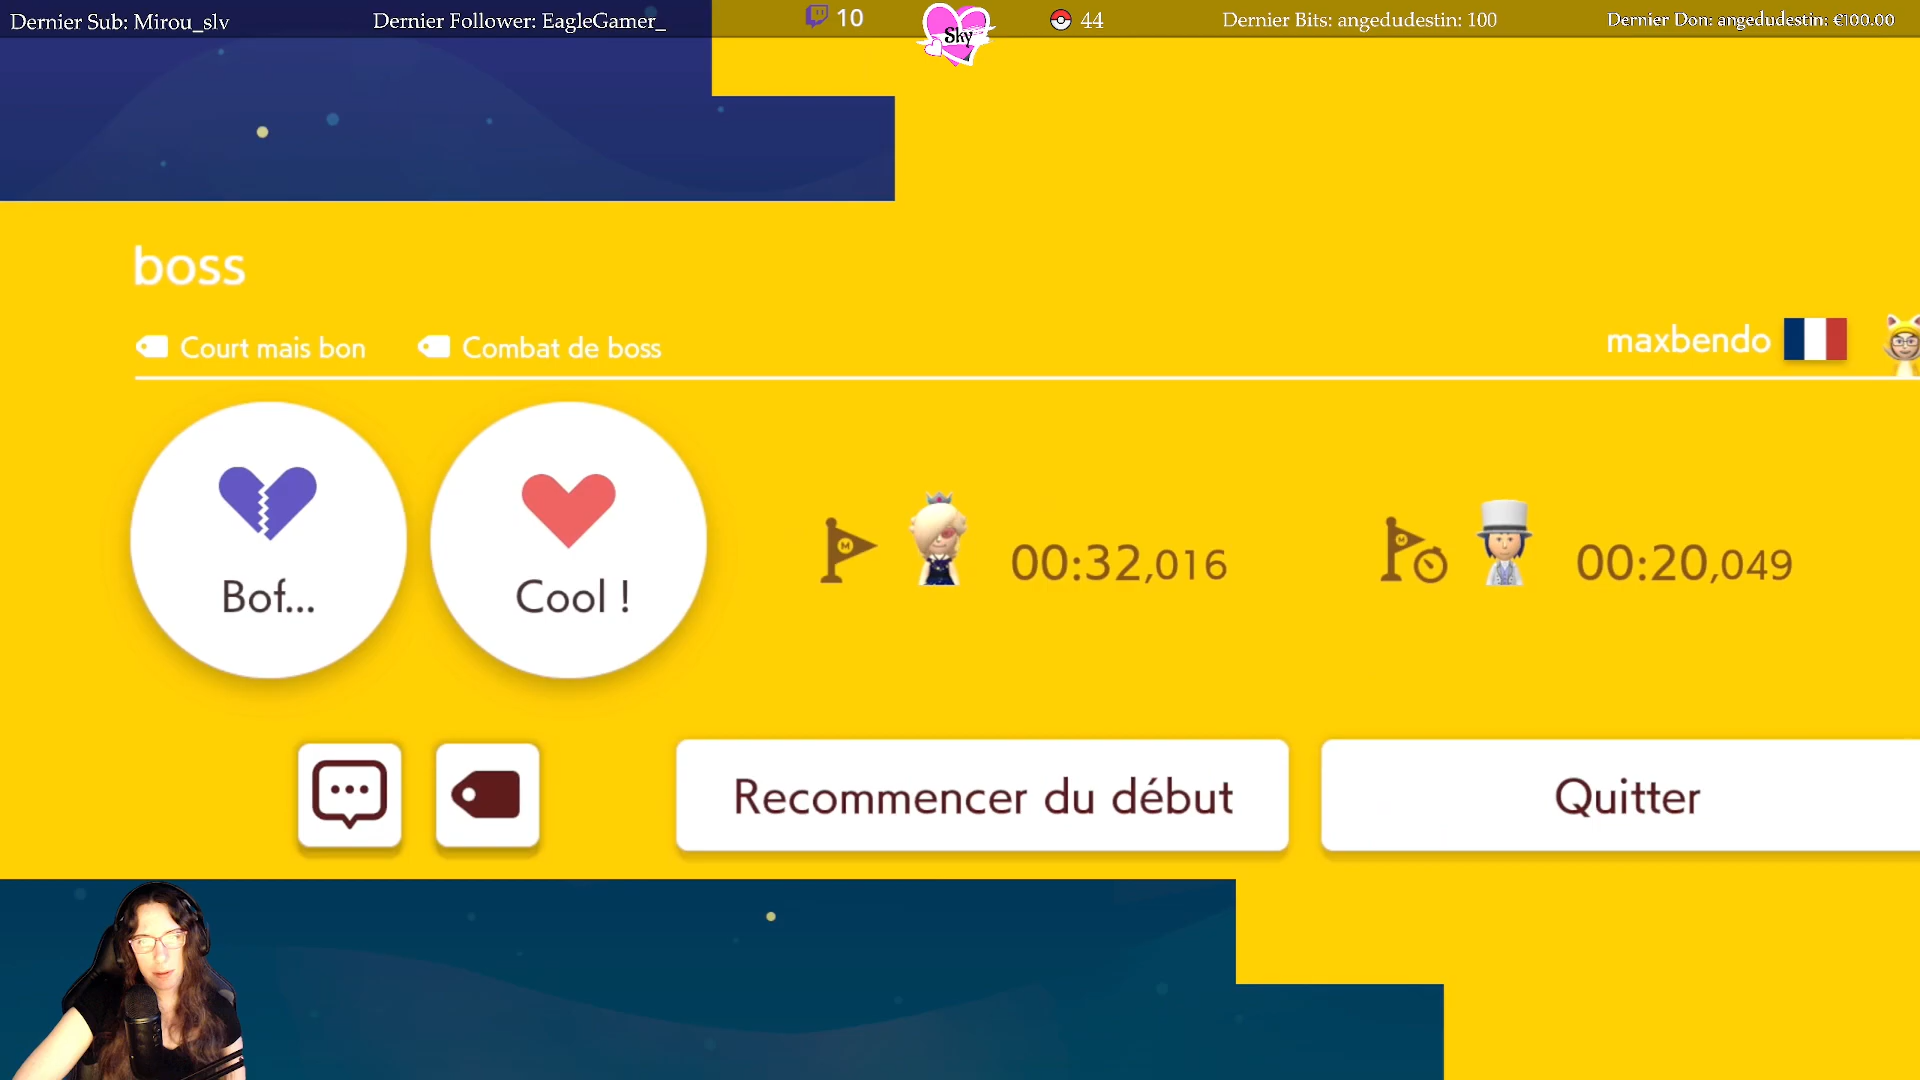 Dernier Sub: Mirou_slv
Dernier Follower: EagleGamer_
10
Sky
44
Dernier Bits: angedudestin: 100
Dernier Don: angedudestin: €100.00
boss
Court mais bon
Combat de boss
maxbendo
Bof...
Cool !
M
00:32,016
M
00:20,049
Recommencer du début
Quitter